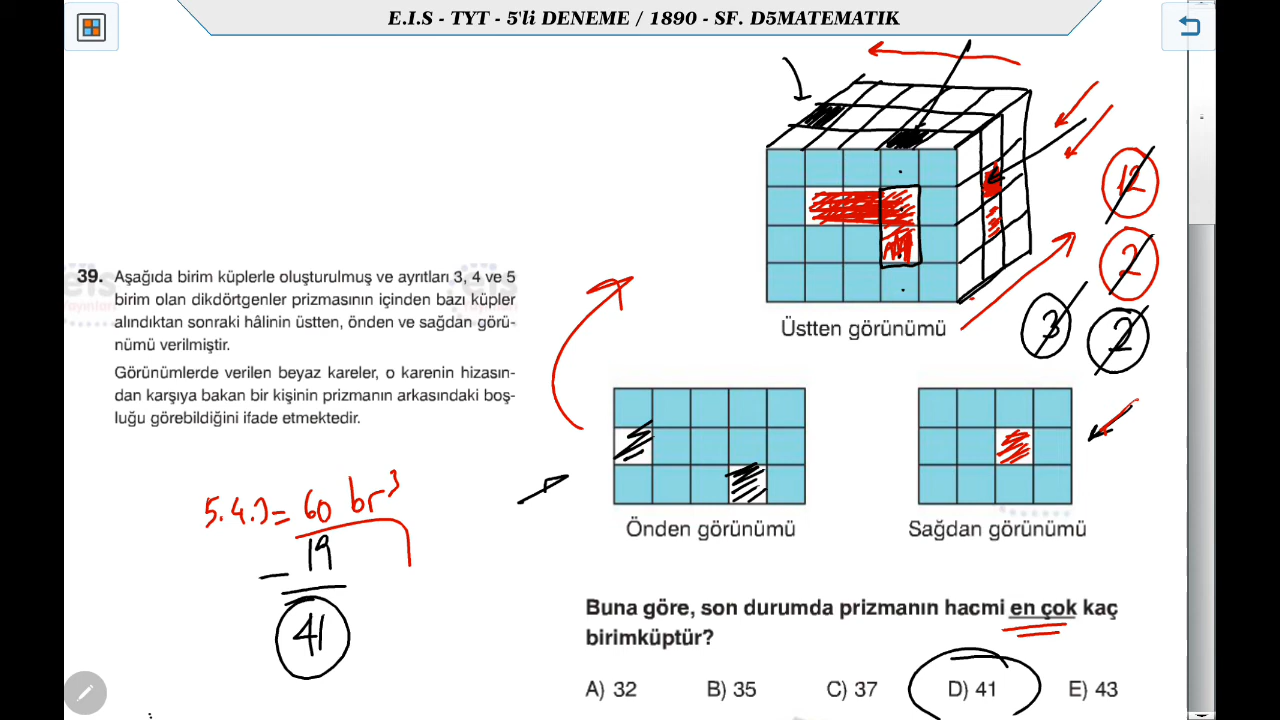 E.I.S - TYT - 5'li DENEME / 1890 - SF. D5MATEMATIK
39. Aşağıda birim küplerle oluşturulmuş ve ayrıtları 3, 4 ve 5
birim olan dikdörtgenler prizmasının içinden bazı küpler
alındıktan sonraki hâlinin üstten, önden ve sağdan görü-
nümü verilmiştir.
Görünümlerde verilen beyaz kareler, o karenin hizasın-
dan karşıya bakan bir kişinin prizmanın arkasındaki boş-
luğu görebildiğini ifade etmektedir.
12
2
3
2
Üstten görünümü
Önden görünümü
Sağdan görünümü
5.4.3= 60 br³
- 19
41
Buna göre, son durumda prizmanın hacmi en çok kaç
birimküptür?
A) 32 B) 35 C) 37 D) 41 E) 43